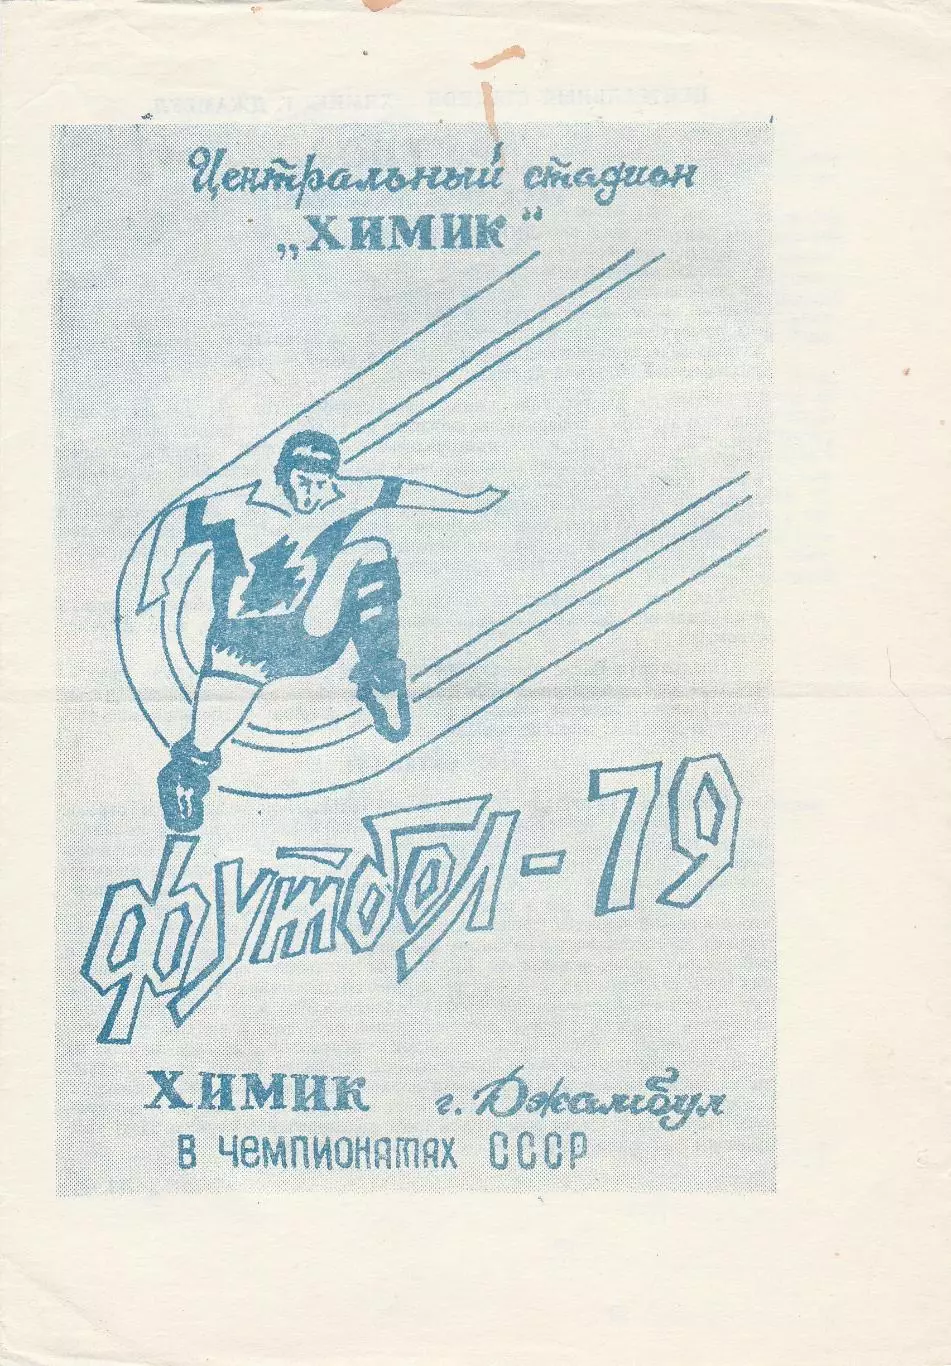 Центральный стадион
„ХИМИК"
ФУТБОЛ-79
ХИМИК г. Джамбул
в чемпионатах СССР